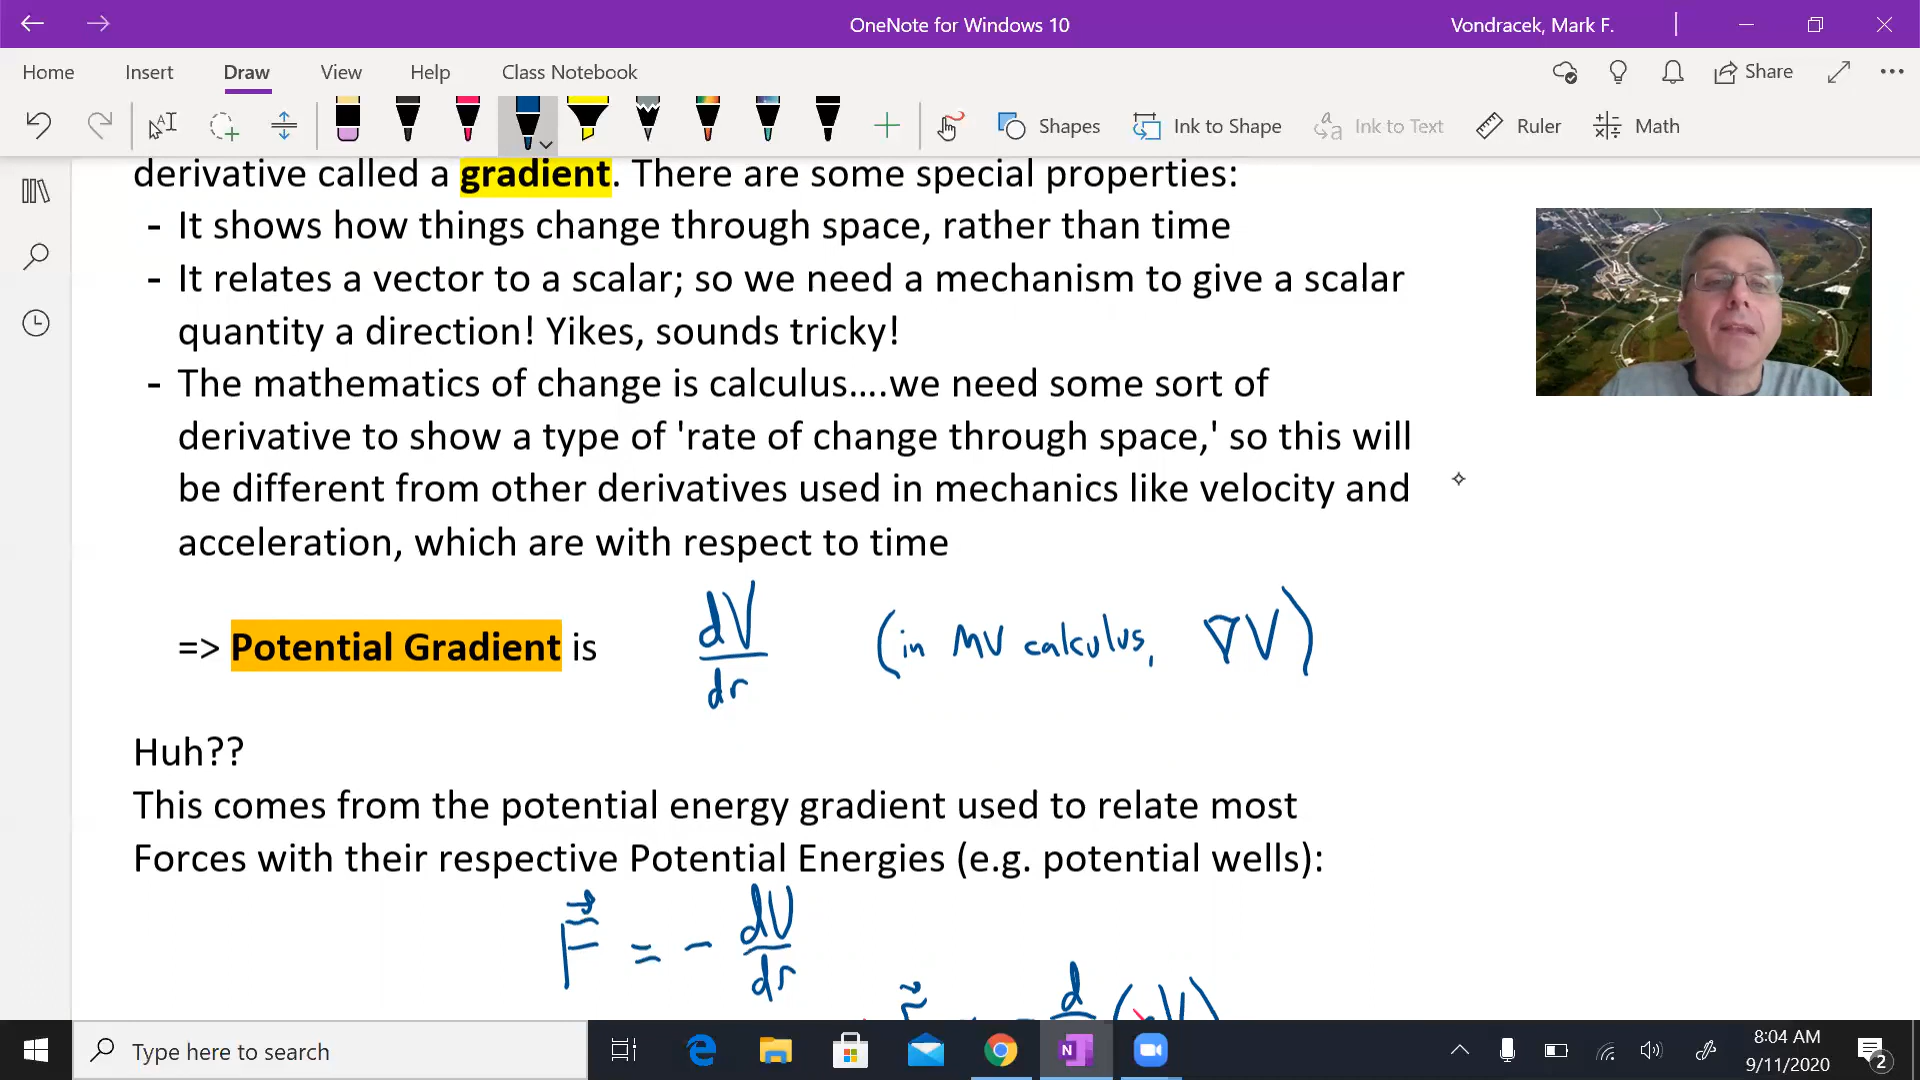 OneNote for Windows 10
Vondracek, Mark F.
Home Insert Draw View Help Class Notebook Share
Shapes Ink to Shape Ink to Text Ruler Math
derivative called a gradient. There are some special properties:
- It shows how things change through space, rather than time
- It relates a vector to a scalar; so we need a mechanism to give a scalar
quantity a direction! Yikes, sounds tricky!
- The mathematics of change is calculus....we need some sort of
derivative to show a type of 'rate of change through space,' so this will
be different from other derivatives used in mechanics like velocity and
acceleration, which are with respect to time
=> Potential Gradient is dV/dr (in MV calculus, ∇V)
Huh??
This comes from the potential energy gradient used to relate most
Forces with their respective Potential Energies (e.g. potential wells):
F⃗ = - dU/dr
Type here to search
8:04 AM
9/11/2020
2